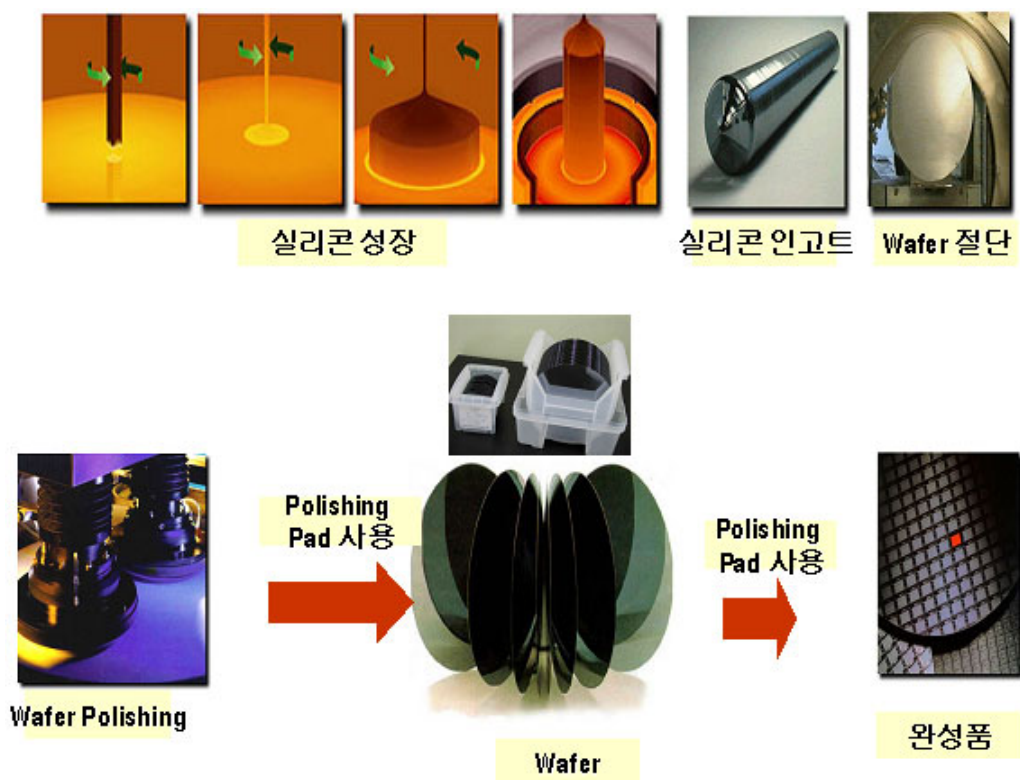 실리콘 성장
실리콘 인고트
Wafer 절단
Polishing
Pad 사용
Polishing
Pad 사용
Wafer Polishing
Wafer
완성품